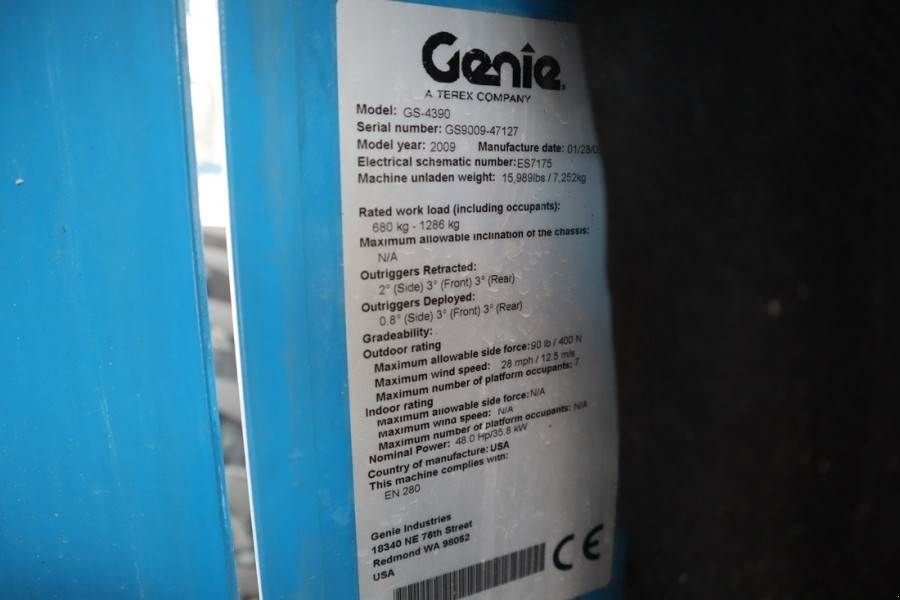 Genie
A TEREX COMPANY
Model: GS-4390
Serial number: GS9009-47127
Model year: 2009 Manufacture date: 01/28/0
Electrical schematic number: ES7175
Machine unladen weight: 15,989lbs / 7,252kg
Rated work load (including occupants):
680 kg - 1286 kg
Maximum allowable inclination of the chassis:
N/A
Outriggers Retracted:
2° (Side) 3° (Front) 3° (Rear)
Outriggers Deployed:
0.8° (Side) 3° (Front) 3° (Rear)
Gradeability:
Outdoor rating
Maximum allowable side force: 90 lb / 400 N
Maximum wind speed: 28 mph / 12.5 m/s
Maximum number of platform occupants: 7
Indoor rating
Maximum allowable side force: N/A
Maximum wind speed: N/A
Maximum number of platform occupants: N/A
Nominal Power: 48.0 Hp/35.8 kW
Country of manufacture: USA
This machine complies with:
EN 280
Genie Industries
18340 NE 76th Street
Redmond WA 98052
USA
CE